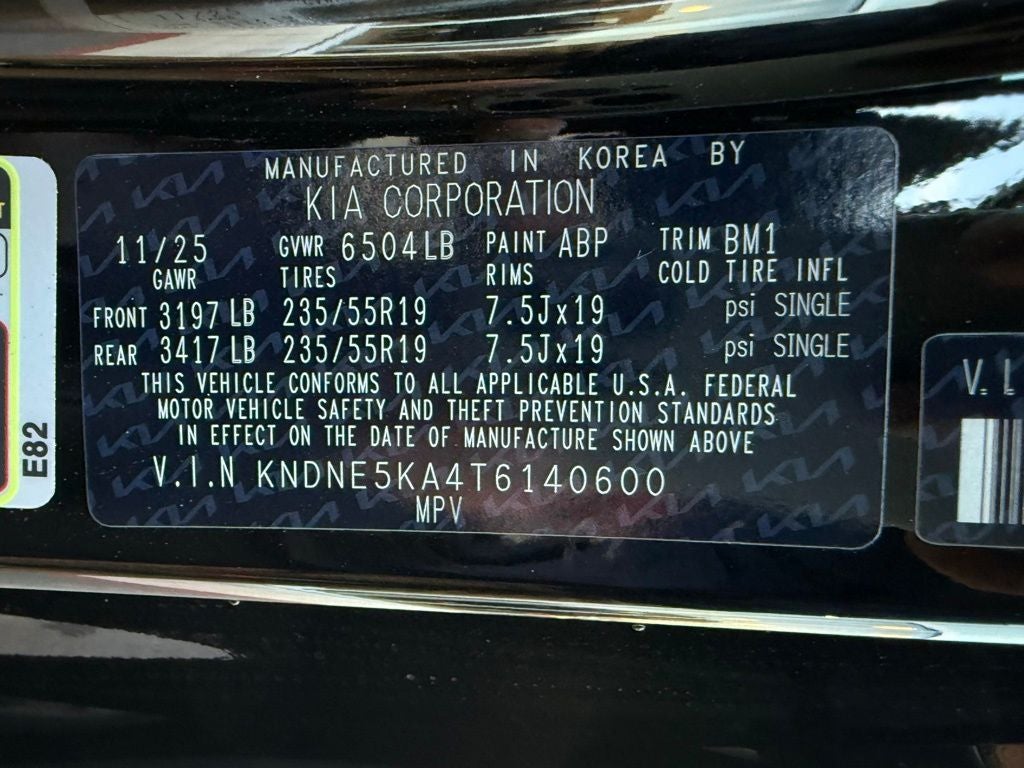 MANUFACTURED IN KOREA BY
KIA CORPORATION
11/25 GVWR 6504LB PAINT ABP TRIM BM1
GAWR TIRES RIMS COLD TIRE INFL
FRONT 3197 LB 235/55R19 7.5Jx19 psi SINGLE
REAR 3417 LB 235/55R19 7.5Jx19 psi SINGLE
THIS VEHICLE CONFORMS TO ALL APPLICABLE U.S.A. FEDERAL
MOTOR VEHICLE SAFETY AND THEFT PREVENTION STANDARDS
IN EFFECT ON THE DATE OF MANUFACTURE SHOWN ABOVE
V.I.N KNDNE5KA4T6140600
MPV
E82
V. I